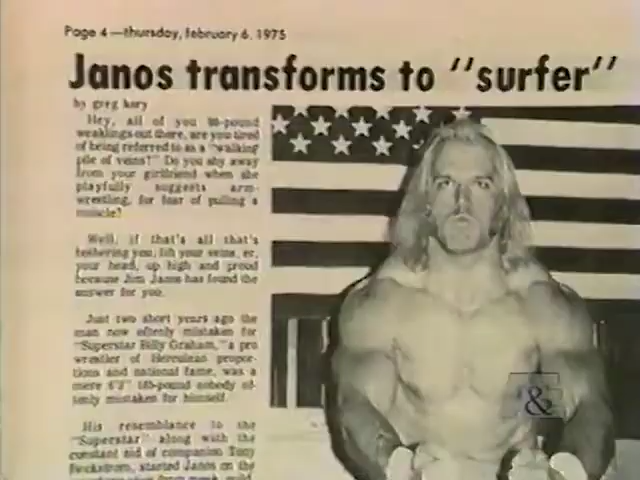 Page 4—thursday, february 6, 1975
Janos transforms to "surfer"
by greg kory
Hey, all of you 98-pound
weaklings out there, are you tired
of being referred to as a "walking
pile of veins?" Do you shy away
from your girlfriend when she
playfully suggests arm-
wrestling, for fear of pulling a
muscle?
Well, if that's all that's
bothering you, lift your veins, er,
your head, up high and proud
because Jim Janos has found the
answer for you.
Just two short years ago the
man now oftenly mistaken for
"Superstar Billy Graham," a pro
wrestler of Herculean propor-
tions and national fame, was a
mere 6'3" nobody of-
tenly mistaken for himself.
His resemblance to the
"Superstar" along with the
constant aid of companion Tony
started Janos on the
&